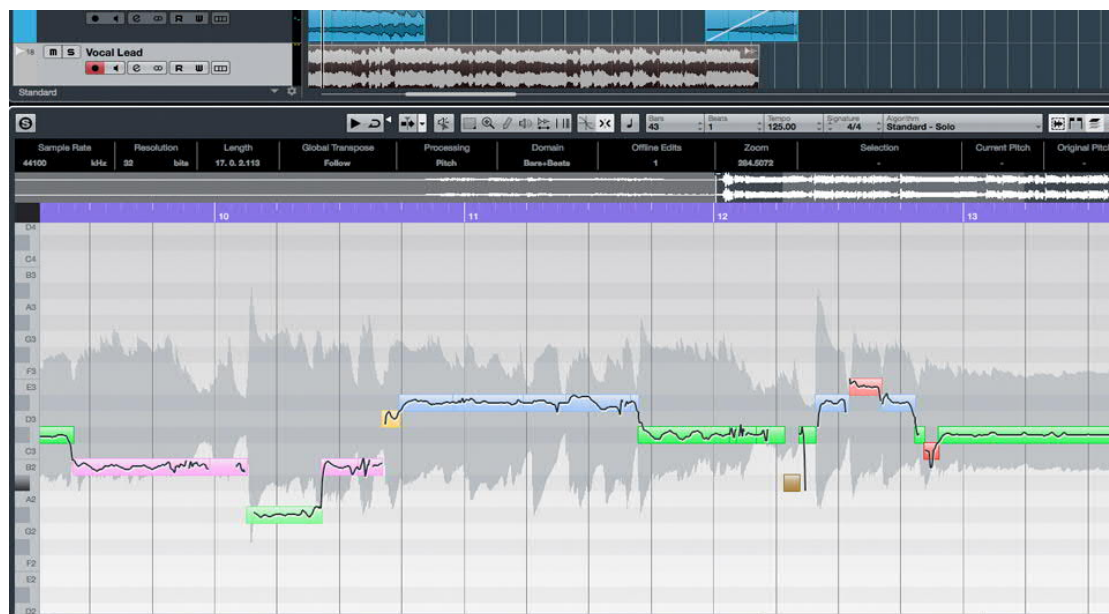 e R W
18 m S Vocal Lead
e R W
Standard
S Bars Beats Tempo Signature Algorithm
43 1 125.00 4/4 Standard - Solo
Sample Rate Resolution Length Global Transpose Processing Domain Offline Edits Zoom Selection Current Pitch Original Pitc
44100 kHz 32 bits 17. 0. 2.113 Follow Pitch Bars+Beats 1 284.5072 - - -
10 11 12 13
D4
C4
B3
A3
G3
F3
E3
D3
C3
B2
A2
G2
F2
E2
D2